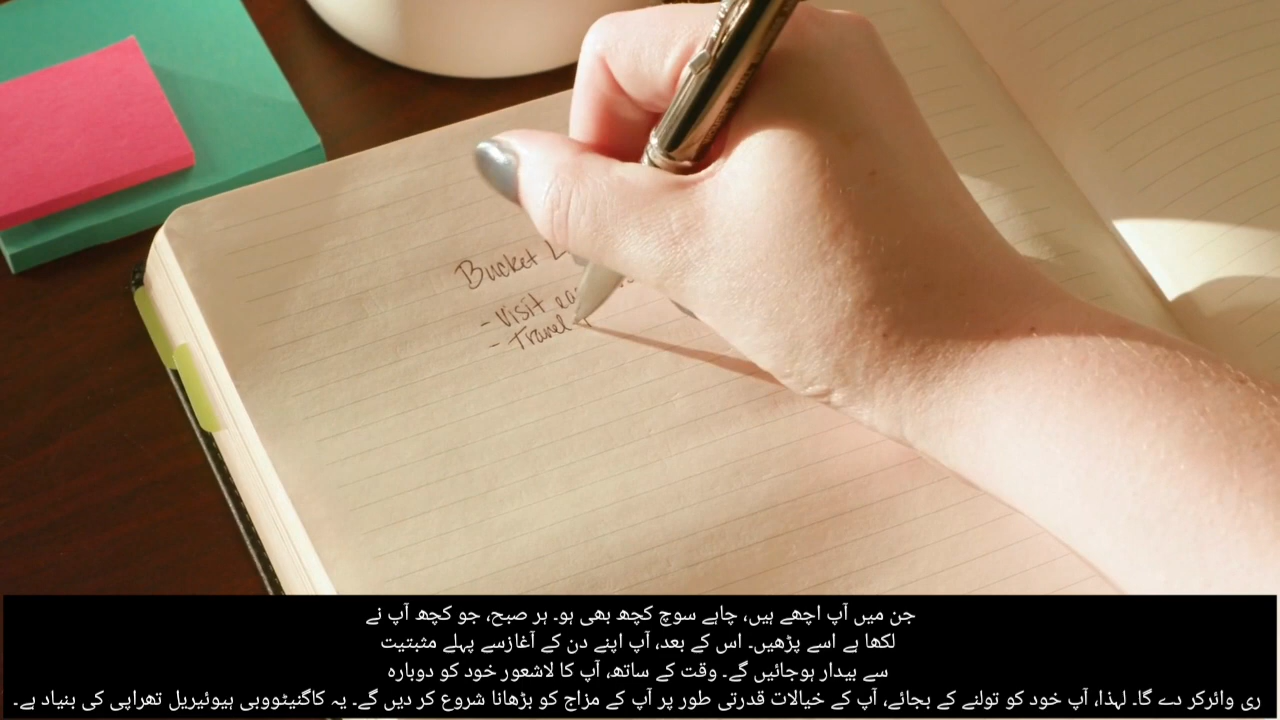 Bucket
- Visit
- Travel
جن میں آپ اچھے ہیں، چاہے سوچ کچھ بھی ہو۔ ہر صبح، جو کچھ آپ نے
لکھا ہے اسے پڑھیں۔ اس کے بعد، آپ اپنے دن کے آغازسے پہلے مثبتیت
سے بیدار ہوجائیں گے۔ وقت کے ساتھ، آپ کا لاشعور خود کو دوبارہ
ری وائرکر دے گا۔ لہذا، آپ خود کو تولنے کے بجائے، آپ کے خیالات قدرتی طور پر آپ کے مزاج کو بڑھانا شروع کر دیں گے۔ یہ کاگنیٹووبی ہیوئیریل تھراپی کی بنیاد ہے۔